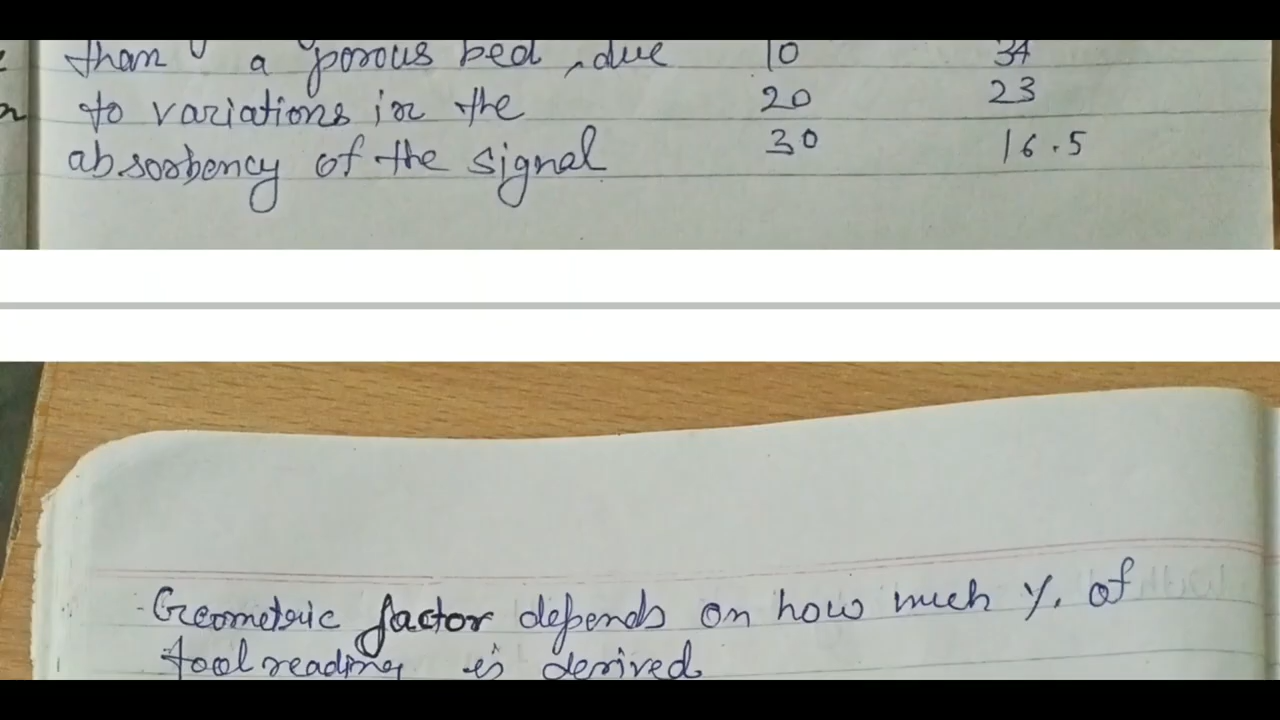 than a porous bed, due 10 34
to variations in the 20 23
absorbency of the signal 30 16.5
Geometric factor depends on how much % of
tool reading is derived